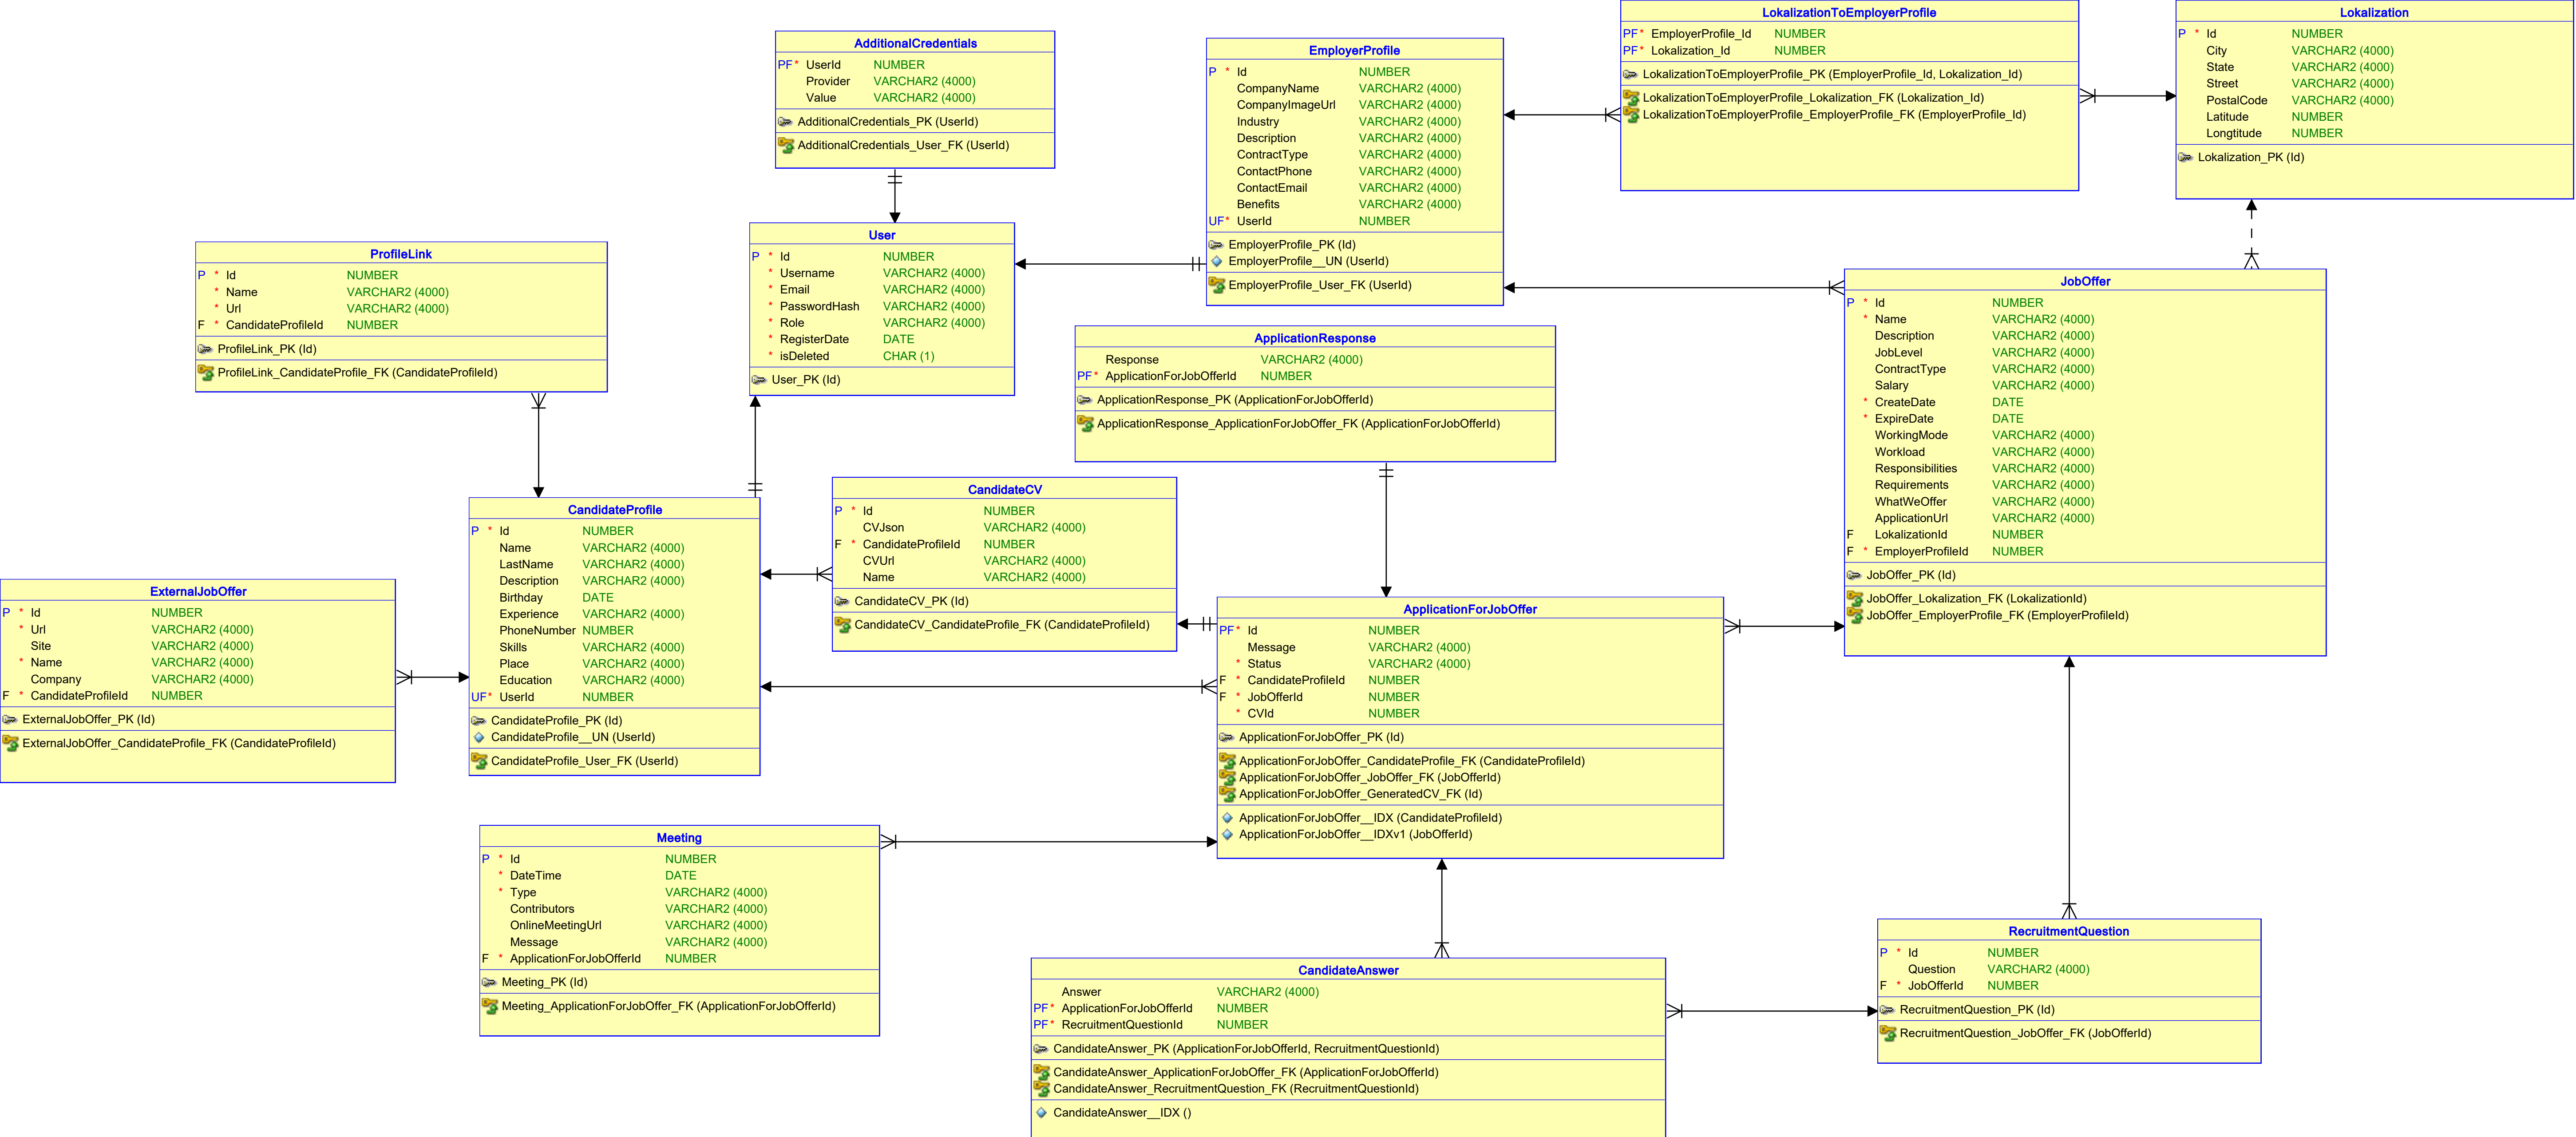 AdditionalCredentials
PF* UserId NUMBER
Provider VARCHAR2 (4000)
Value VARCHAR2 (4000)
AdditionalCredentials_PK (UserId)
AdditionalCredentials_User_FK (UserId)
EmployerProfile
P * Id NUMBER
CompanyName VARCHAR2 (4000)
CompanyImageUrl VARCHAR2 (4000)
Industry VARCHAR2 (4000)
Description VARCHAR2 (4000)
ContractType VARCHAR2 (4000)
ContactPhone VARCHAR2 (4000)
ContactEmail VARCHAR2 (4000)
Benefits VARCHAR2 (4000)
UF* UserId NUMBER
EmployerProfile_PK (Id)
EmployerProfile__UN (UserId)
EmployerProfile_User_FK (UserId)
LokalizationToEmployerProfile
PF* EmployerProfile_Id NUMBER
PF* Lokalization_Id NUMBER
LokalizationToEmployerProfile_PK (EmployerProfile_Id, Lokalization_Id)
LokalizationToEmployerProfile_Lokalization_FK (Lokalization_Id)
LokalizationToEmployerProfile_EmployerProfile_FK (EmployerProfile_Id)
Lokalization
P * Id NUMBER
City VARCHAR2 (4000)
State VARCHAR2 (4000)
Street VARCHAR2 (4000)
PostalCode VARCHAR2 (4000)
Latitude NUMBER
Longtitude NUMBER
Lokalization_PK (Id)
ProfileLink
P * Id NUMBER
* Name VARCHAR2 (4000)
* Url VARCHAR2 (4000)
F * CandidateProfileId NUMBER
ProfileLink_PK (Id)
ProfileLink_CandidateProfile_FK (CandidateProfileId)
User
P * Id NUMBER
* Username VARCHAR2 (4000)
* Email VARCHAR2 (4000)
* PasswordHash VARCHAR2 (4000)
* Role VARCHAR2 (4000)
* RegisterDate DATE
* isDeleted CHAR (1)
User_PK (Id)
ApplicationResponse
Response VARCHAR2 (4000)
PF* ApplicationForJobOfferId NUMBER
ApplicationResponse_PK (ApplicationForJobOfferId)
ApplicationResponse_ApplicationForJobOffer_FK (ApplicationForJobOfferId)
JobOffer
P * Id NUMBER
* Name VARCHAR2 (4000)
Description VARCHAR2 (4000)
JobLevel VARCHAR2 (4000)
ContractType VARCHAR2 (4000)
Salary VARCHAR2 (4000)
* CreateDate DATE
* ExpireDate DATE
WorkingMode VARCHAR2 (4000)
Workload VARCHAR2 (4000)
Responsibilities VARCHAR2 (4000)
Requirements VARCHAR2 (4000)
WhatWeOffer VARCHAR2 (4000)
ApplicationUrl VARCHAR2 (4000)
F LokalizationId NUMBER
F * EmployerProfileId NUMBER
JobOffer_PK (Id)
JobOffer_Lokalization_FK (LokalizationId)
JobOffer_EmployerProfile_FK (EmployerProfileId)
ExternalJobOffer
P * Id NUMBER
* Url VARCHAR2 (4000)
Site VARCHAR2 (4000)
* Name VARCHAR2 (4000)
Company VARCHAR2 (4000)
F * CandidateProfileId NUMBER
ExternalJobOffer_PK (Id)
ExternalJobOffer_CandidateProfile_FK (CandidateProfileId)
CandidateProfile
P * Id NUMBER
Name VARCHAR2 (4000)
LastName VARCHAR2 (4000)
Description VARCHAR2 (4000)
Birthday DATE
Experience VARCHAR2 (4000)
PhoneNumber NUMBER
Skills VARCHAR2 (4000)
Place VARCHAR2 (4000)
Education VARCHAR2 (4000)
UF* UserId NUMBER
CandidateProfile_PK (Id)
CandidateProfile__UN (UserId)
CandidateProfile_User_FK (UserId)
CandidateCV
P * Id NUMBER
CVJson VARCHAR2 (4000)
F * CandidateProfileId NUMBER
CVUrl VARCHAR2 (4000)
Name VARCHAR2 (4000)
CandidateCV_PK (Id)
CandidateCV_CandidateProfile_FK (CandidateProfileId)
ApplicationForJobOffer
PF* Id NUMBER
Message VARCHAR2 (4000)
* Status VARCHAR2 (4000)
F * CandidateProfileId NUMBER
F * JobOfferId NUMBER
* CVId NUMBER
ApplicationForJobOffer_PK (Id)
ApplicationForJobOffer_CandidateProfile_FK (CandidateProfileId)
ApplicationForJobOffer_JobOffer_FK (JobOfferId)
ApplicationForJobOffer_GeneratedCV_FK (Id)
ApplicationForJobOffer__IDX (CandidateProfileId)
ApplicationForJobOffer__IDXv1 (JobOfferId)
Meeting
P * Id NUMBER
* DateTime DATE
* Type VARCHAR2 (4000)
Contributors VARCHAR2 (4000)
OnlineMeetingUrl VARCHAR2 (4000)
Message VARCHAR2 (4000)
F * ApplicationForJobOfferId NUMBER
Meeting_PK (Id)
Meeting_ApplicationForJobOffer_FK (ApplicationForJobOfferId)
CandidateAnswer
Answer VARCHAR2 (4000)
PF* ApplicationForJobOfferId NUMBER
PF* RecruitmentQuestionId NUMBER
CandidateAnswer_PK (ApplicationForJobOfferId, RecruitmentQuestionId)
CandidateAnswer_ApplicationForJobOffer_FK (ApplicationForJobOfferId)
CandidateAnswer_RecruitmentQuestion_FK (RecruitmentQuestionId)
CandidateAnswer__IDX ()
RecruitmentQuestion
P * Id NUMBER
Question VARCHAR2 (4000)
F * JobOfferId NUMBER
RecruitmentQuestion_PK (Id)
RecruitmentQuestion_JobOffer_FK (JobOfferId)